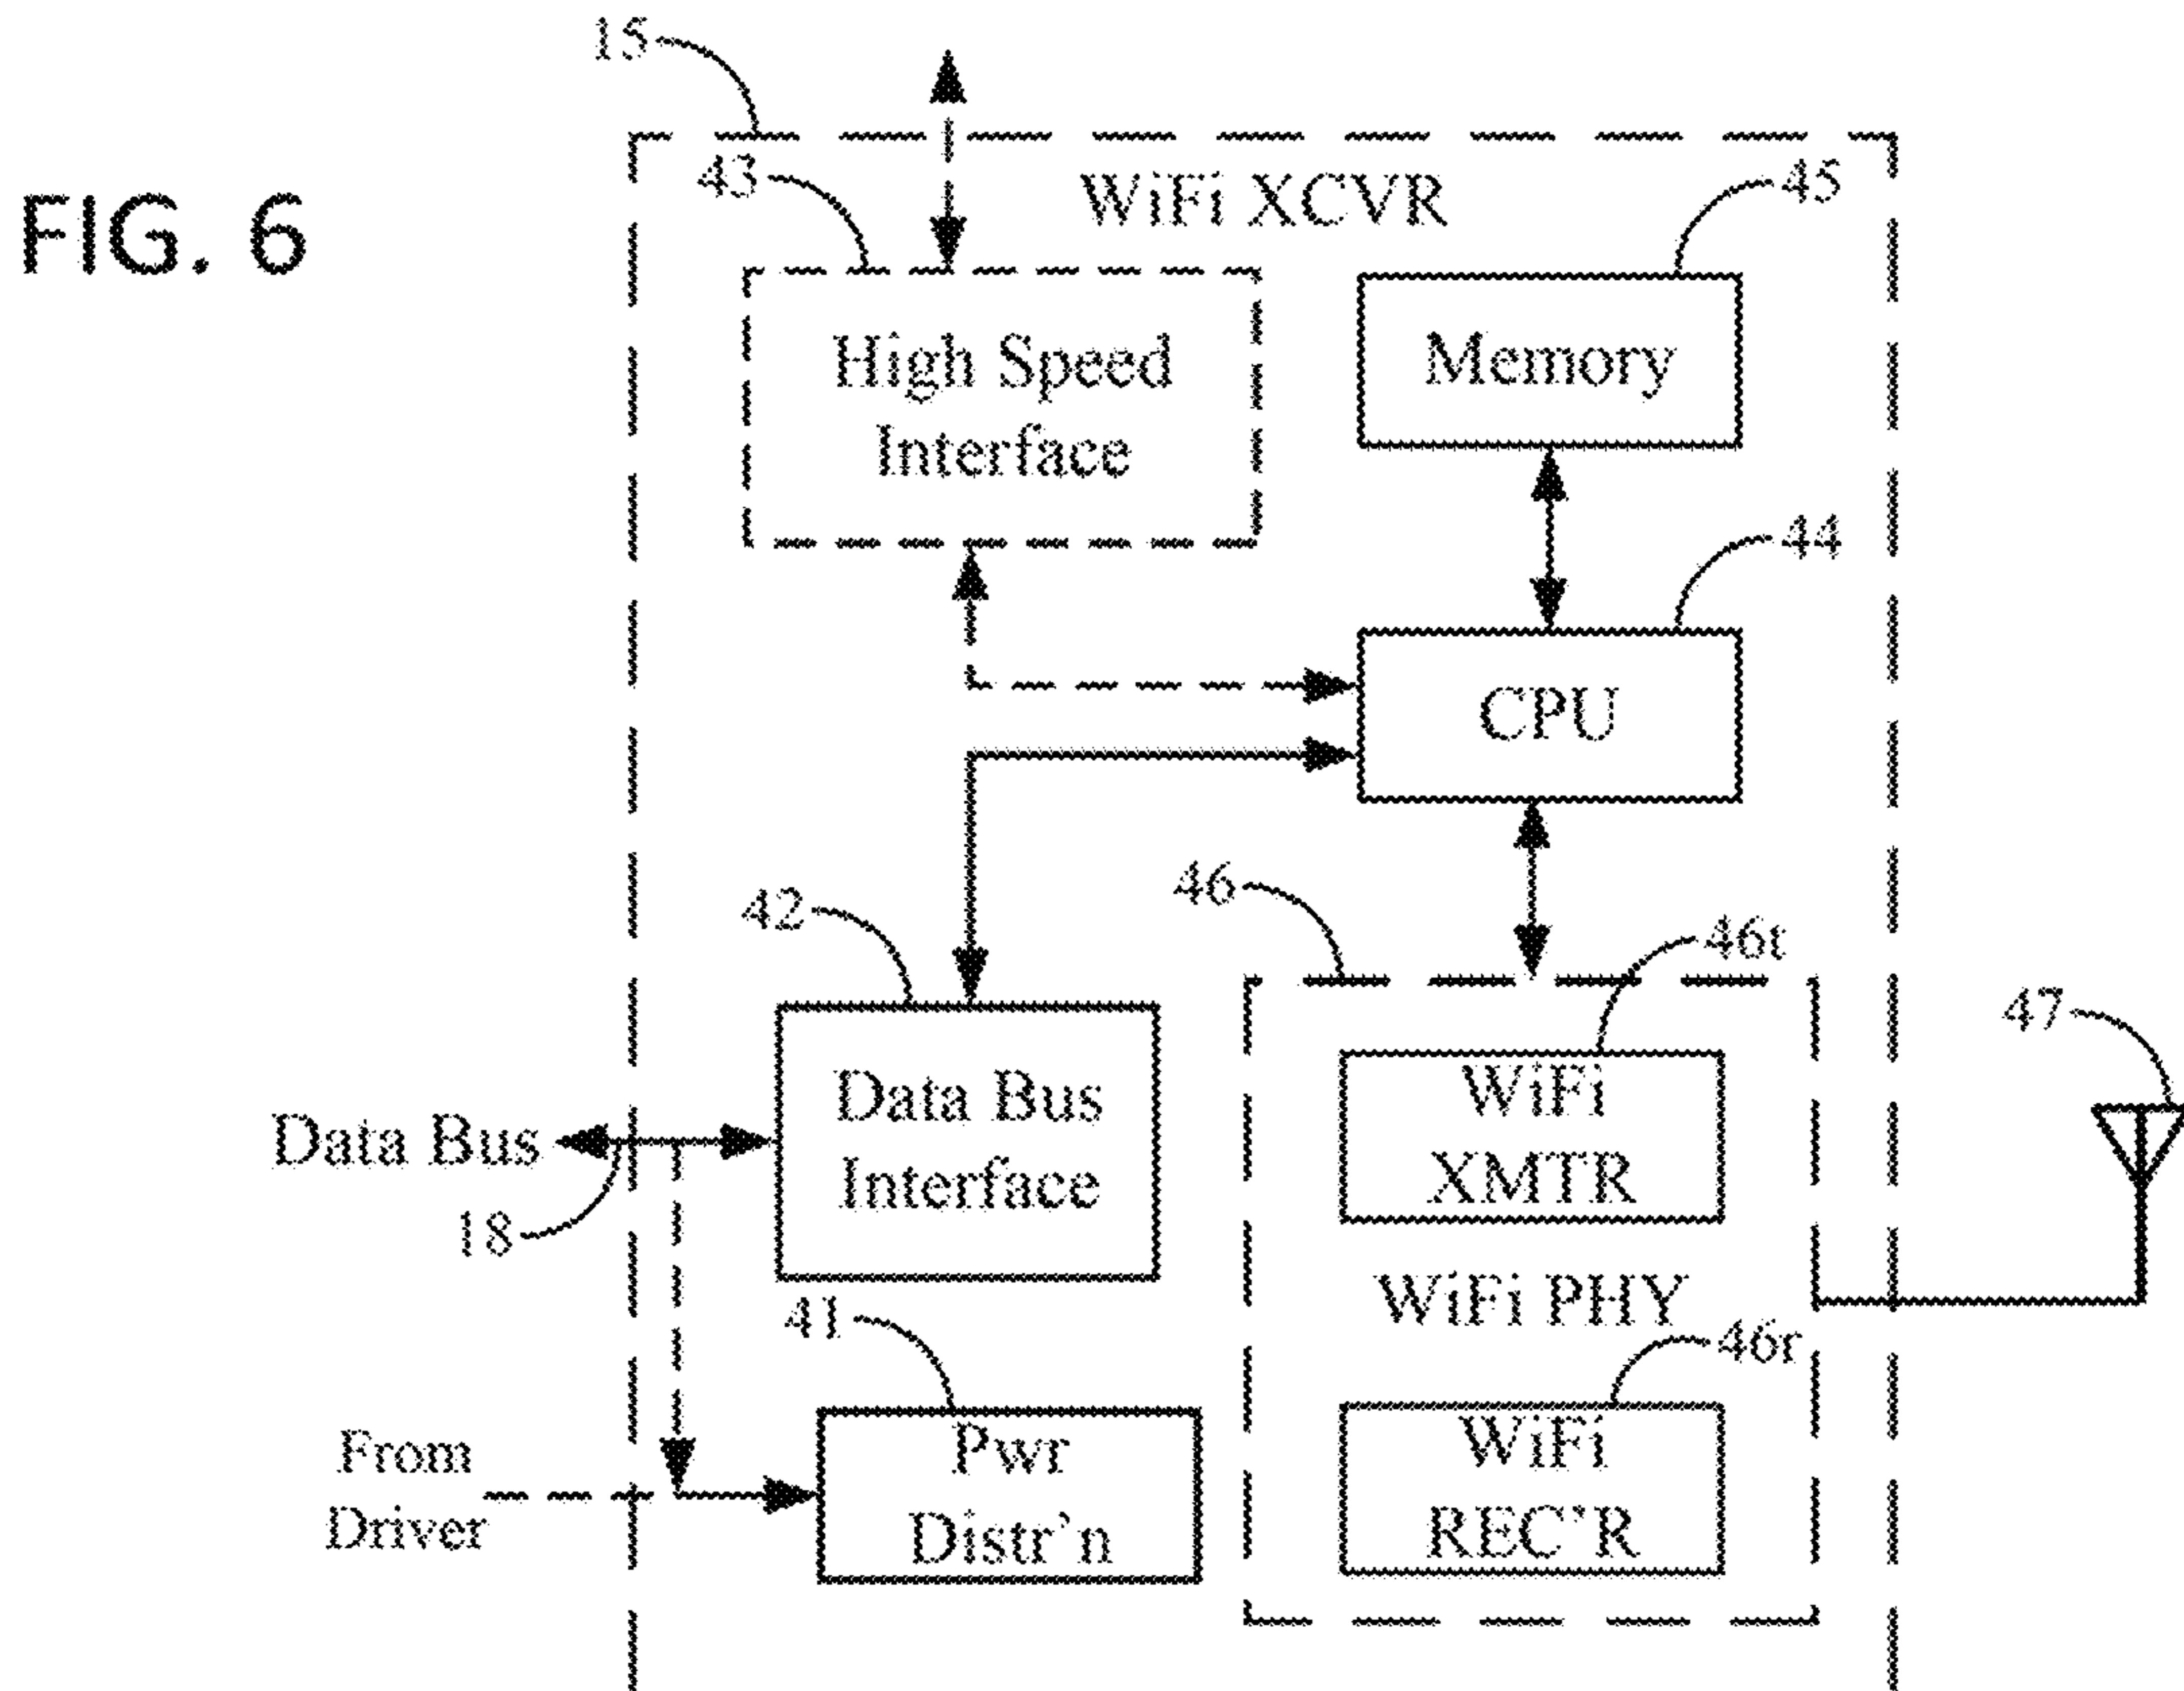 FIG. 6
15
43
WiFi XCVR
45
High Speed
Interface
Memory
44
CPU
42
46
46t
47
Data Bus
18
Data Bus
Interface
WiFi
XMTR
WiFi PHY
41
46r
From
Driver
Pwr
Distr'n
WiFi
REC'R